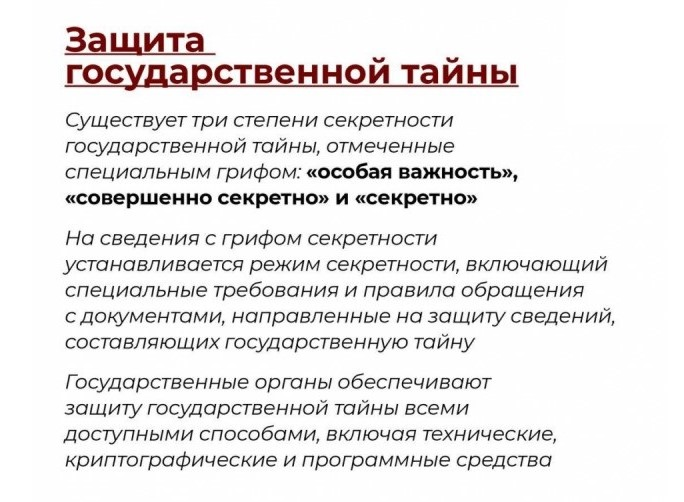 Защита
государственной тайны
Существует три степени секретности
государственной тайны, отмеченные
специальным грифом: «особая важность»,
«совершенно секретно» и «секретно»
На сведения с грифом секретности
устанавливается режим секретности, включающий
специальные требования и правила обращения
с документами, направленные на защиту сведений,
составляющих государственную тайну
Государственные органы обеспечивают
защиту государственной тайны всеми
доступными способами, включая технические,
криптографические и программные средства